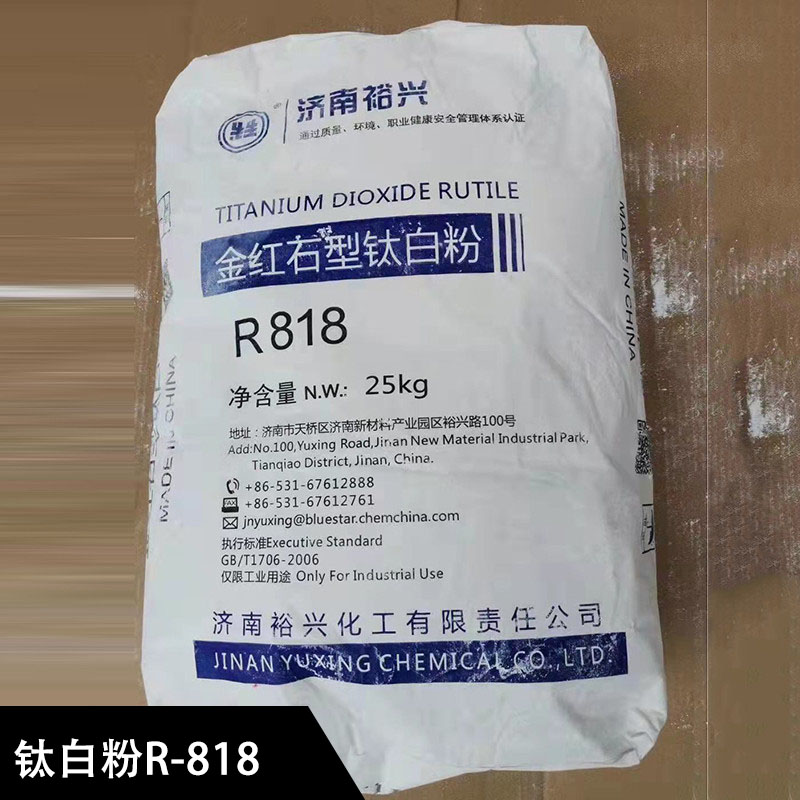 济南裕兴
通过质量、环境、职业健康安全管理体系认证
TITANIUM DIOXIDE RUTILE
金红石型钛白粉
R818
净含量 N.W.: 25kg
地址: 济南市天桥区济南新材料产业园区裕兴路100号
Add:No.100,Yuxing Road,Jinan New Material Industrial Park,
Tianqiao District, Jinan, China.
+86-531-67612888
FAX +86-531-67612761
jnyuxing@bluestar.chemchina.com
执行标准Executive Standard
GB/T1706-2006
仅限工业用途 Only For Industrial Use
济南裕兴化工有限责任公司
JINAN YUXING CHEMICAL CO., LTD.
MADE IN CHINA
MADE IN CHINA
钛白粉R-818